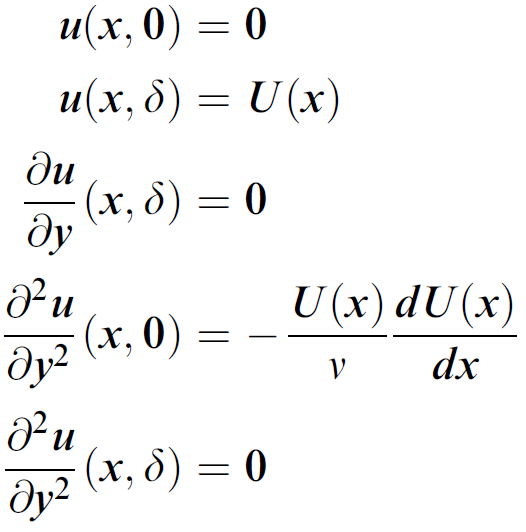 u(x, 0) = 0
u(x, δ) = U(x)
∂u/∂y (x, δ) = 0
∂²u/∂y² (x, 0) = − U(x)/ν dU(x)/dx
∂²u/∂y² (x, δ) = 0